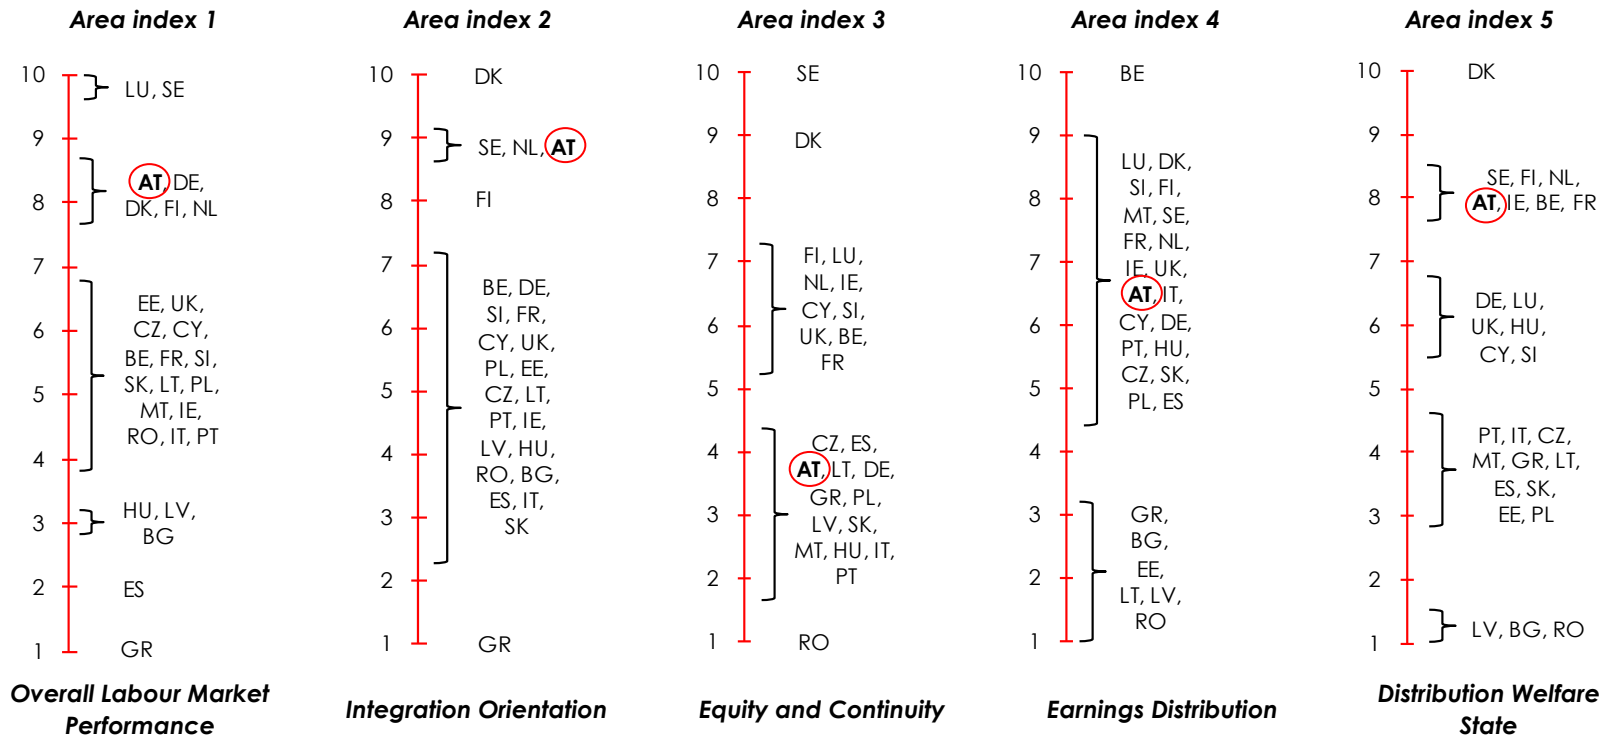 Area index 1
10
9
8
7
6
5
4
3
2
1
LU, SE
AT, DE,
DK, FI, NL
EE, UK,
CZ, CY,
BE, FR, SI,
SK, LT, PL,
MT, IE,
RO, IT, PT
HU, LV,
BG
ES
GR
Overall Labour Market
Performance
Area index 2
10
9
8
7
6
5
4
3
2
1
DK
SE, NL, AT
FI
BE, DE,
SI, FR,
CY, UK,
PL, EE,
CZ, LT,
PT, IE,
LV, HU,
RO, BG,
ES, IT,
SK
GR
Integration Orientation
Area index 3
10
9
8
7
6
5
4
3
2
1
SE
DK
FI, LU,
NL, IE,
CY, SI,
UK, BE,
FR
CZ, ES,
AT, LT, DE,
GR, PL,
LV, SK,
MT, HU, IT,
PT
RO
Equity and Continuity
Area index 4
10
9
8
7
6
5
4
3
2
1
BE
LU, DK,
SI, FI,
MT, SE,
FR, NL,
IE, UK,
AT, IT,
CY, DE,
PT, HU,
CZ, SK,
PL, ES
GR,
BG,
EE,
LT, LV,
RO
Earnings Distribution
Area index 5
10
9
8
7
6
5
4
3
2
1
DK
SE, FI, NL,
AT, IE, BE, FR
DE, LU,
UK, HU,
CY, SI
PT, IT, CZ,
MT, GR, LT,
ES, SK,
EE, PL
LV, BG, RO
Distribution Welfare
State